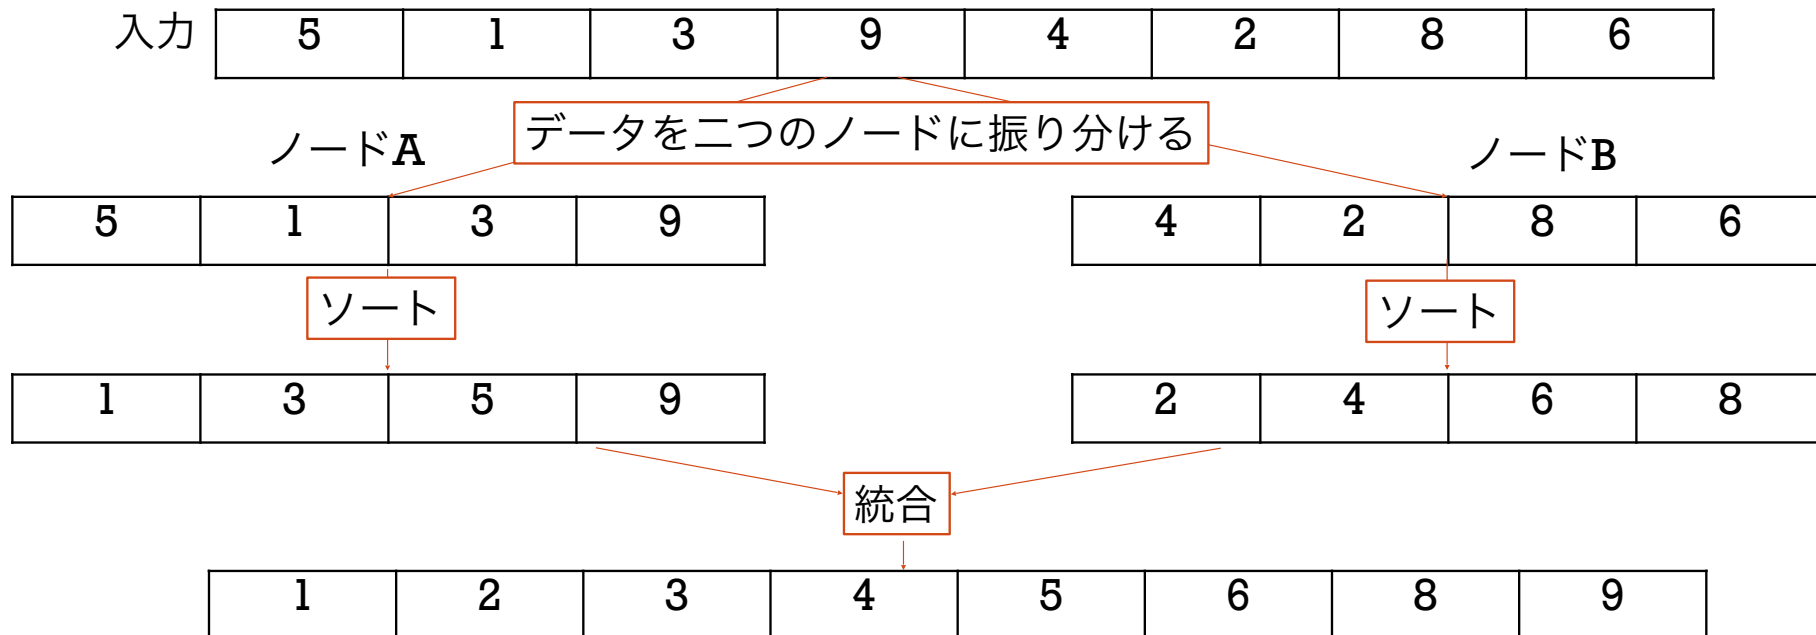 入力 5 1 3 9 4 2 8 6
データを二つのノードに振り分ける
ノードA ノードB
5 1 3 9 4 2 8 6
ソート ソート
1 3 5 9 2 4 6 8
統合
1 2 3 4 5 6 8 9